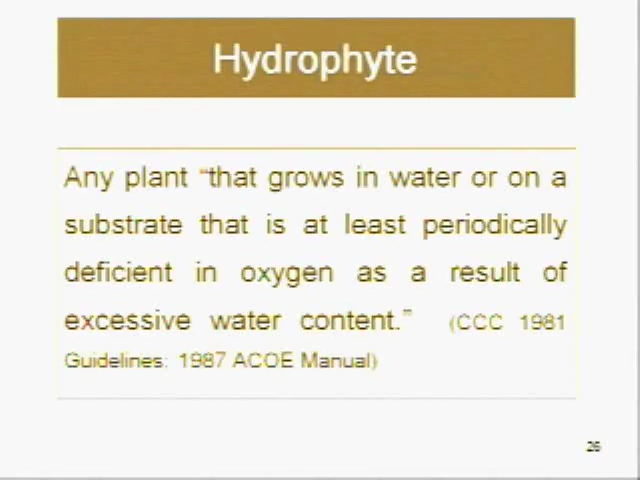 Hydrophyte
Any plant “that grows in water or on a
substrate that is at least periodically
deficient in oxygen as a result of
excessive water content.” (CCC 1981
Guidelines: 1987 ACOE Manual)
26